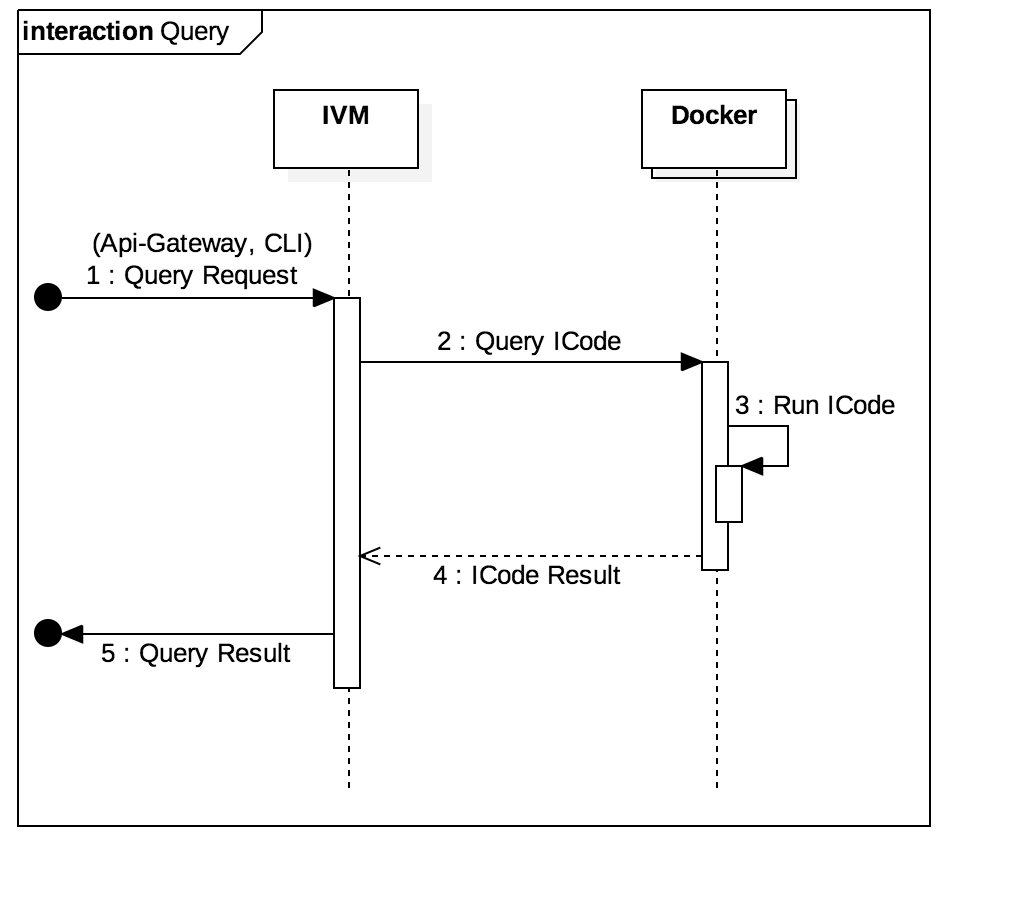 interaction Query
IVM
Docker
(Api-Gateway, CLI)
1 : Query Request
2 : Query ICode
3 : Run ICode
4 : ICode Result
5 : Query Result